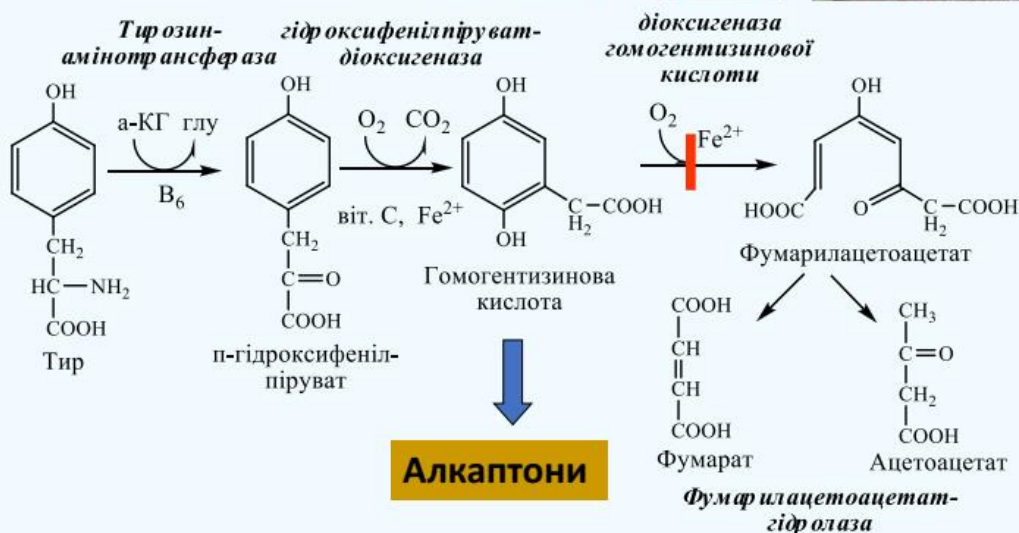 Тирозин-
амінотрансфераза
гідроксифенілпіруват-
діоксигеназа
діоксигеназа
гомогентизинової
кислоти
OH
а-КГ глу
B6
CH2
HC—NH2
COOH
Тир
OH
O2 CO2
віт. С, Fe2+
CH2
C=O
COOH
п-гідроксифеніл-
піруват
OH
C—COOH
H2
OH
Гомогентизинова
кислота
O2 Fe2+
OH
HOOC
O
C—COOH
H2
Фумарилацетоацетат
COOH
CH
CH
COOH
Фумарат
CH3
C=O
CH2
COOH
Ацетоацетат
Фумарилацетоацетат-
гідролаза
Алкаптони